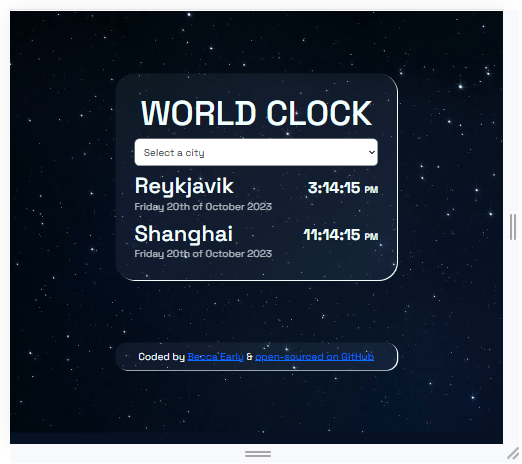 WORLD CLOCK
Select a city
Reykjavik 3:14:15 PM
Friday 20th of October 2023
Shanghai 11:14:15 PM
Friday 20th of October 2023
Coded by Becca Early & open-sourced on GitHub